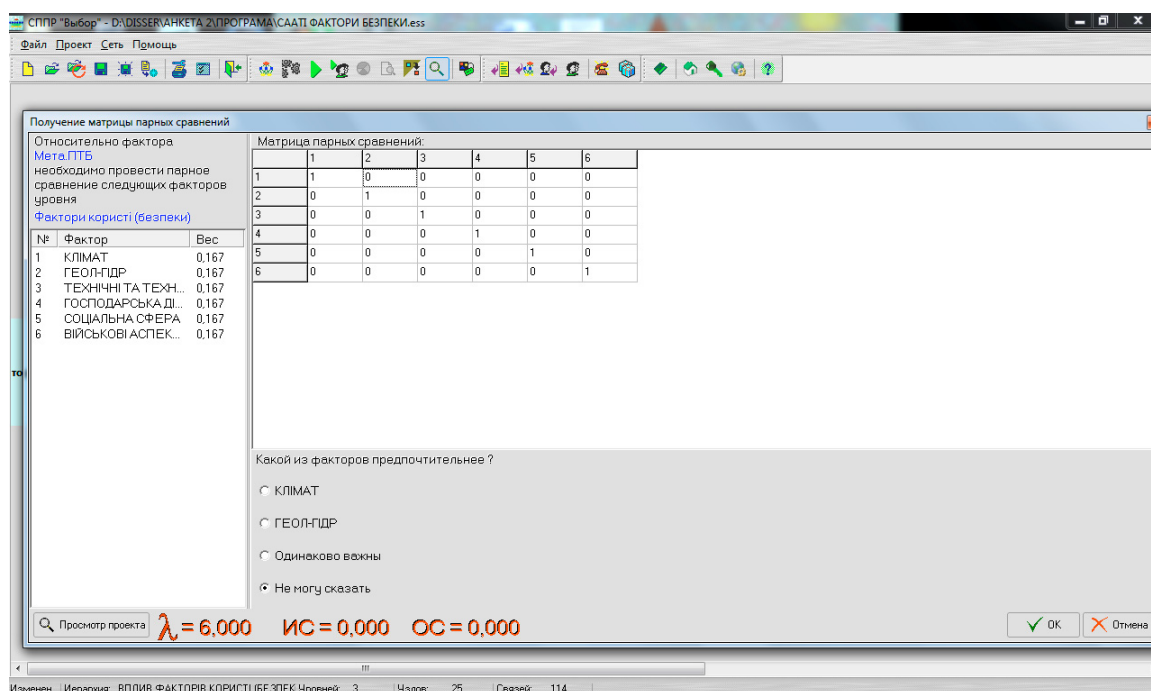 СППР "Выбор" - D:\DISSER\АНКЕТА 2\ПРОГРАМА\СААТІ ФАКТОРИ БЕЗПЕКИ.ess
Файл Проект Сеть Помощь
Получение матрицы парных сравнений
Относительно фактора
Мета.ПТБ
необходимо провести парное
сравнение следующих факторов
уровня
Фактори користі (безпеки)
№ Фактор Вес
1 КЛІМАТ 0,167
2 ГЕОЛ-ГІДР 0,167
3 ТЕХНІЧНІ ТА ТЕХН... 0,167
4 ГОСПОДАРСЬКА ДІ... 0,167
5 СОЦІАЛЬНА СФЕРА 0,167
6 ВІЙСЬКОВІ АСПЕК... 0,167
Матрица парных сравнений:
1 2 3 4 5 6
1 1 0 0 0 0 0
2 0 1 0 0 0 0
3 0 0 1 0 0 0
4 0 0 0 1 0 0
5 0 0 0 0 1 0
6 0 0 0 0 0 1
Какой из факторов предпочтительнее ?
КЛІМАТ
ГЕОЛ-ГІДР
Одинаково важны
Не могу сказать
Просмотр проекта λ = 6,000 ИС = 0,000 ОС = 0,000 OK Отмена
Изменен Иерархия: ВПЛИВ ФАКТОРІВ КОРИСТІ (БЕЗПЕК Уровней: 3 Узлов: 25 Связей: 114